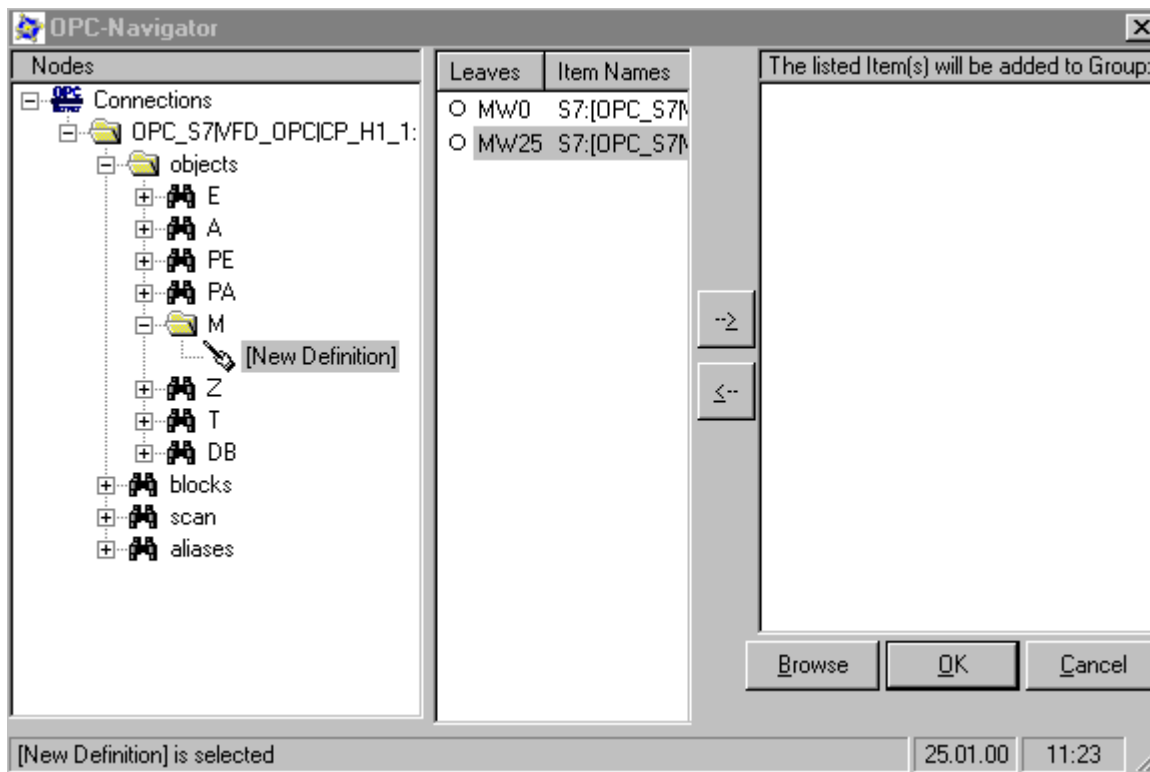 OPC-Navigator
Nodes
Connections
OPC_S7|VFD_OPC|CP_H1_1:
objects
E
A
PE
PA
M
[New Definition]
Z
T
DB
blocks
scan
aliases
Leaves Item Names
MW0 S7:[OPC_S7|V
MW25 S7:[OPC_S7|V
-->
<--
The listed Item(s) will be added to Group:
Browse OK Cancel
[New Definition] is selected 25.01.00 11:23